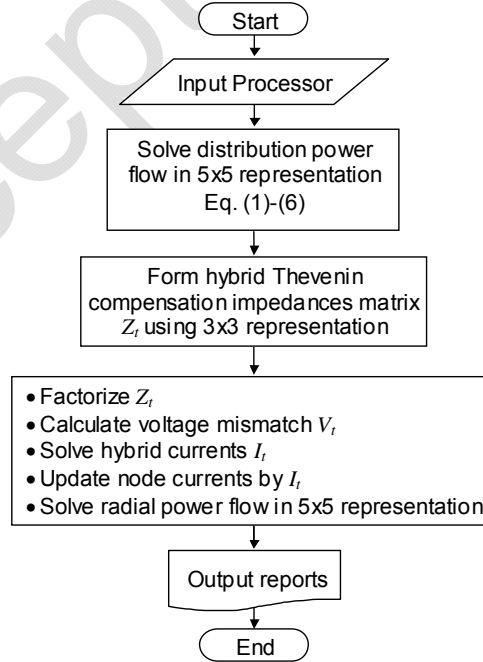 Start
Input Processor
Solve distribution power
flow in 5x5 representation
Eq. (1)-(6)
Form hybrid Thevenin
compensation impedances matrix
Zt using 3x3 representation
• Factorize Zt
• Calculate voltage mismatch Vt
• Solve hybrid currents It
• Update node currents by It
• Solve radial power flow in 5x5 representation
Output reports
End